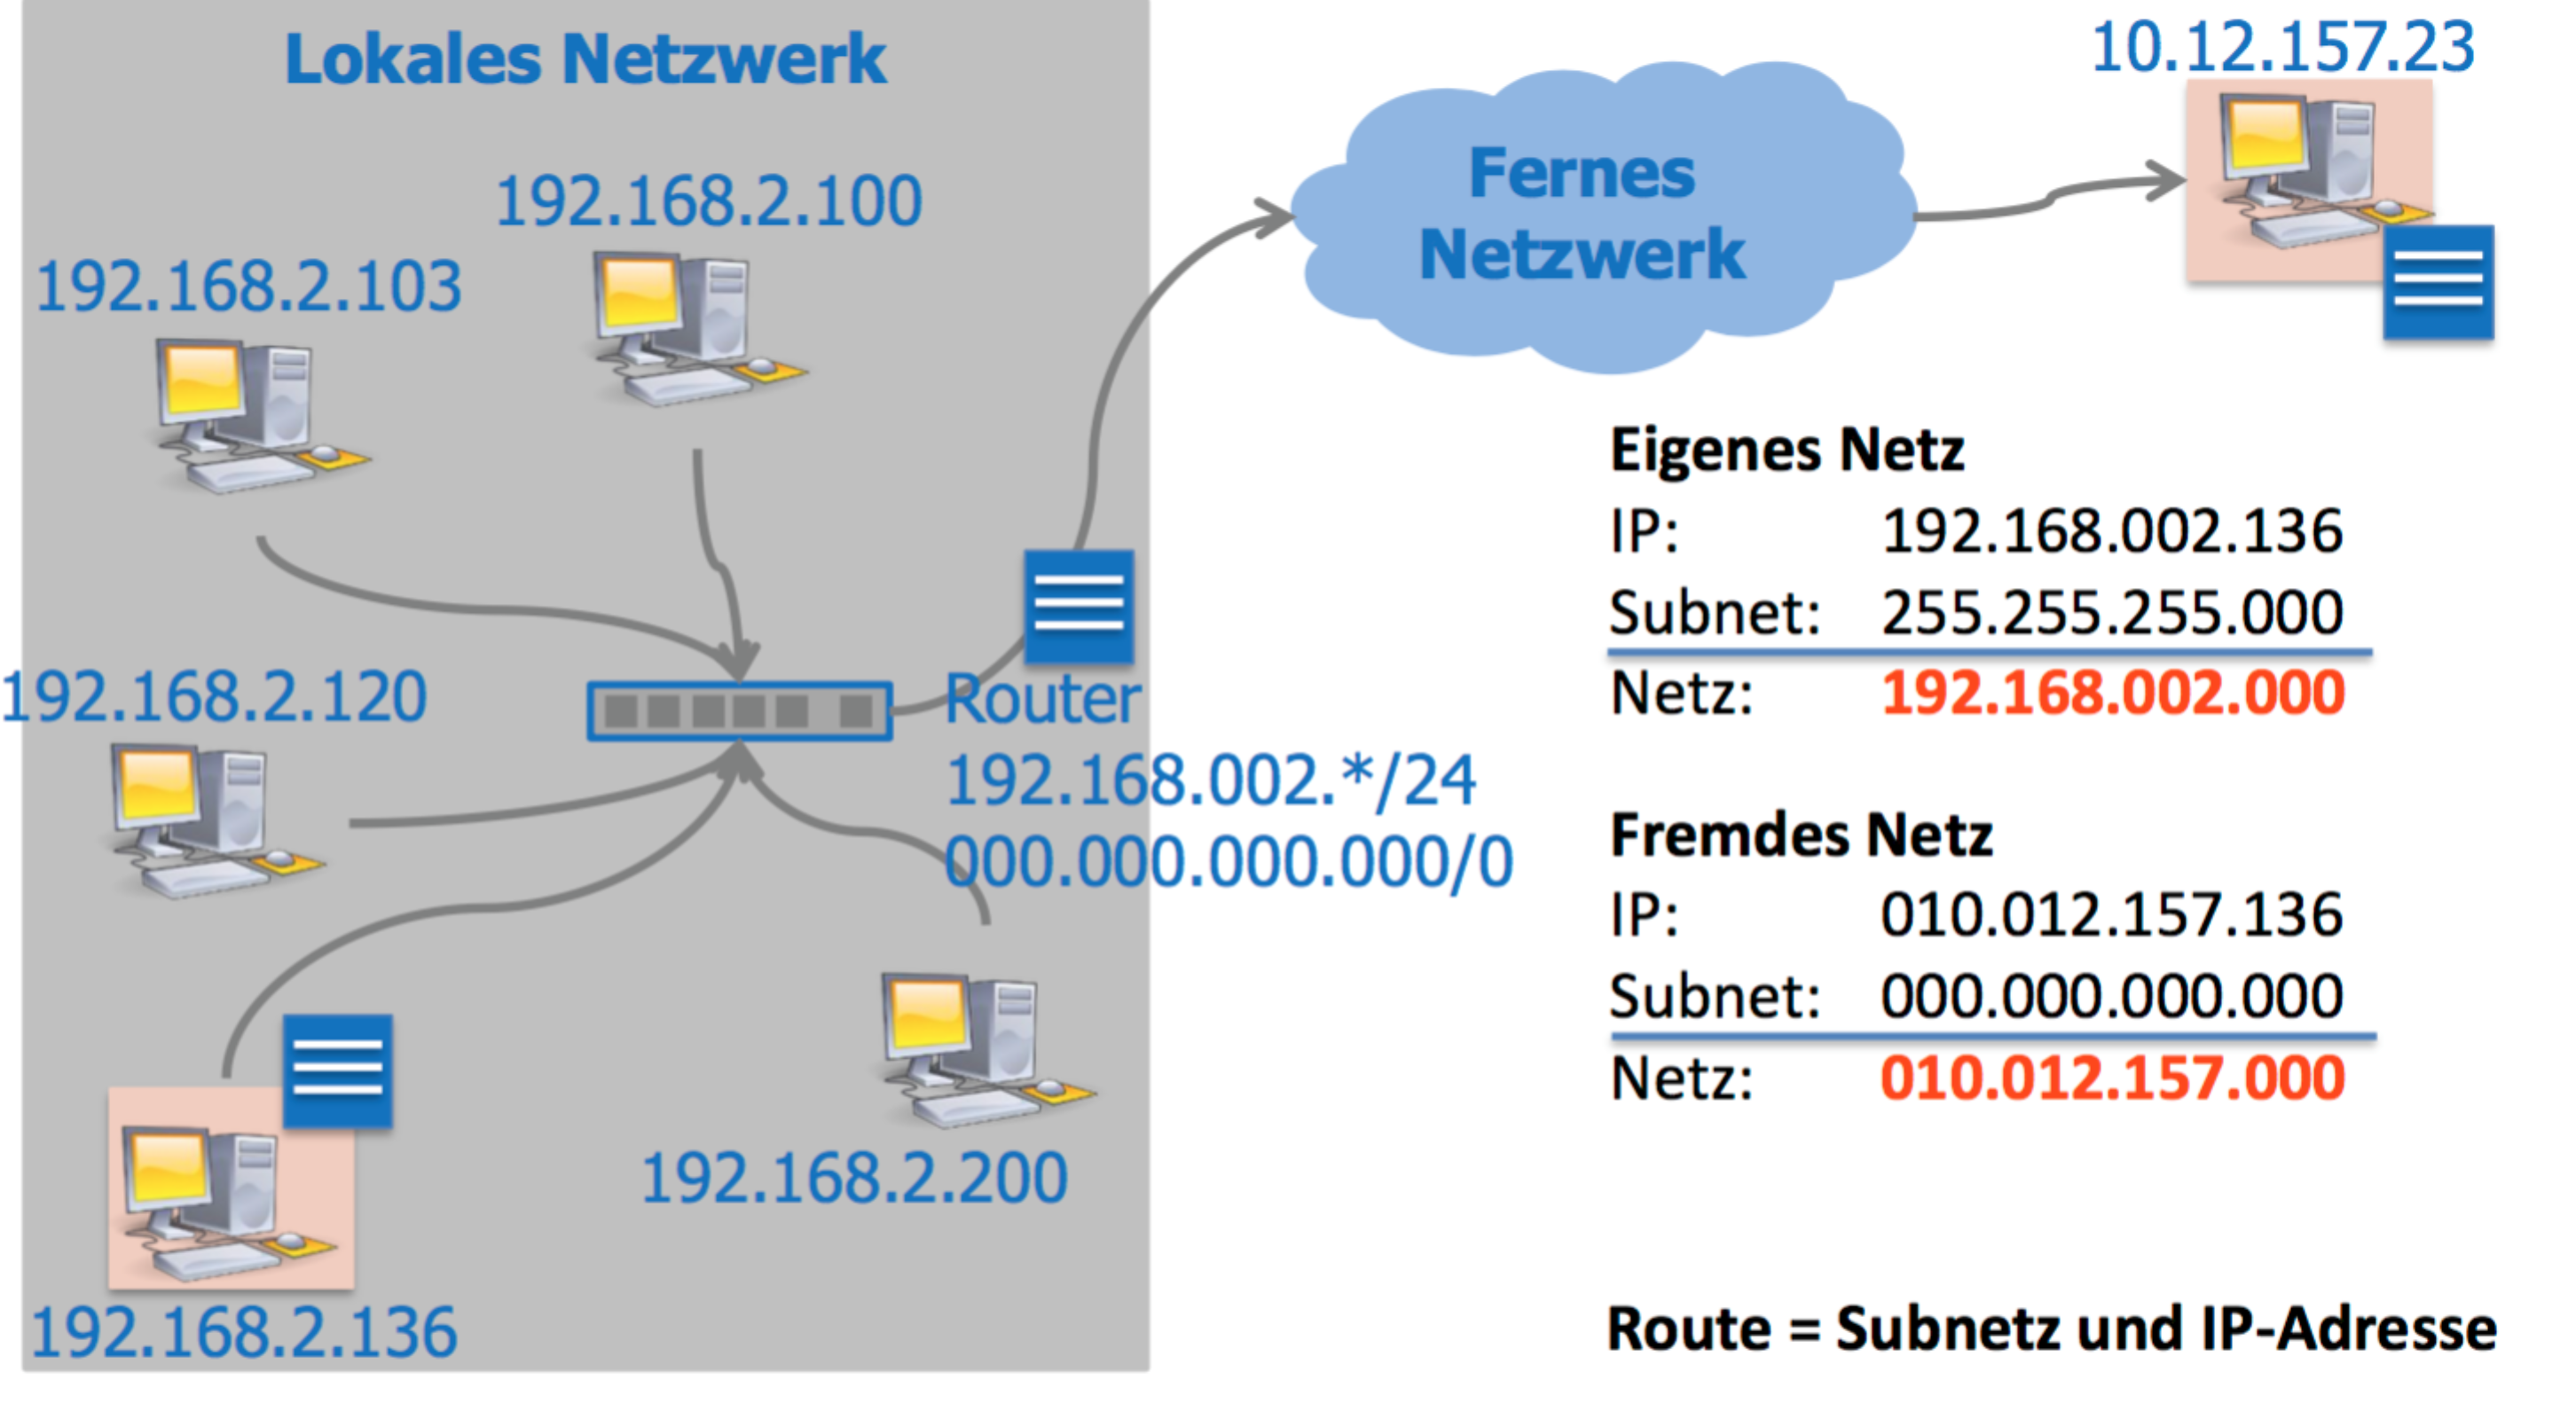 Lokales Netzwerk
192.168.2.100
192.168.2.103
192.168.2.120
192.168.2.136
192.168.2.200
Router
192.168.002.*/24
000.000.000.000/0
Fernes
Netzwerk
10.12.157.23
Eigenes Netz
IP: 192.168.002.136
Subnet: 255.255.255.000
Netz: 192.168.002.000
Fremdes Netz
IP: 010.012.157.136
Subnet: 000.000.000.000
Netz: 010.012.157.000
Route = Subnetz und IP-Adresse